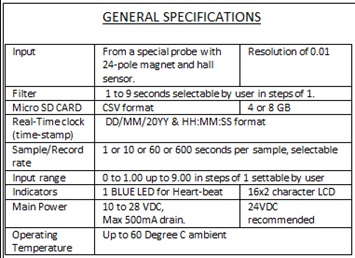 GENERAL SPECIFICATIONS
Input From a special probe with Resolution of 0.01
24-pole magnet and hall
sensor.
Filter 1 to 9 seconds selectable by user in steps of 1.
Micro SD CARD CSV format 4 or 8 GB
Real-Time clock DD/MM/20YY & HH:MM:SS format
(time-stamp)
Sample/Record 1 or 10 or 60 or 600 seconds per sample, selectable
rate
Input range 0 to 1.00 up to 9.00 in steps of 1 settable by user
Indicators 1 BLUE LED for Heart-beat 16x2 character LCD
Main Power 10 to 28 VDC, 24VDC
Max 500mA drain. recommended
Operating Up to 60 Degree C ambient
Temperature